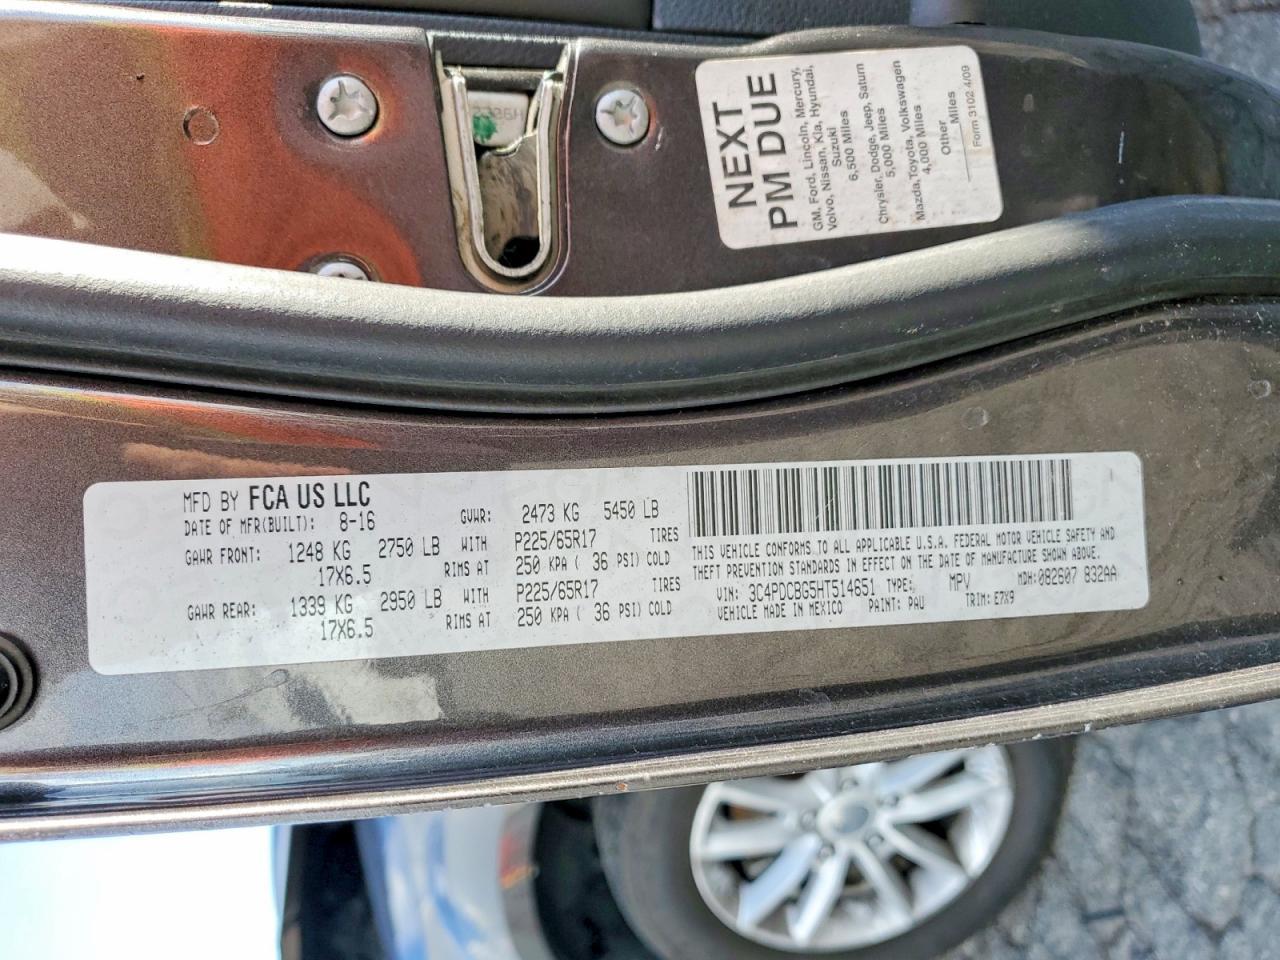 NEXT
PM DUE
GM, Ford, Lincoln, Mercury,
Volvo, Nissan, Kia, Hyundai,
Suzuki
6,500 Miles
Chrysler, Dodge, Jeep, Saturn
5,000 Miles
Mazda, Toyota, Volkswagen
4,000 Miles
Other
Miles
Form 3102 4/09
MFD BY FCA US LLC
DATE OF MFR(BUILT): 8-16 GVWR: 2473 KG 5450 LB
GAWR FRONT: 1248 KG 2750 LB WITH P225/65R17 TIRES
17X6.5 RIMS AT 250 KPA ( 36 PSI) COLD
GAWR REAR: 1339 KG 2950 LB WITH P225/65R17 TIRES
17X6.5 RIMS AT 250 KPA ( 36 PSI) COLD
THIS VEHICLE CONFORMS TO ALL APPLICABLE U.S.A. FEDERAL MOTOR VEHICLE SAFETY AND
THEFT PREVENTION STANDARDS IN EFFECT ON THE DATE OF MANUFACTURE SHOWN ABOVE.
VIN: 3C4PDCBG5HT514651 TYPE: MPV MDH: 082607 832AA
VEHICLE MADE IN MEXICO PAINT: PAU TRIM: E7X9